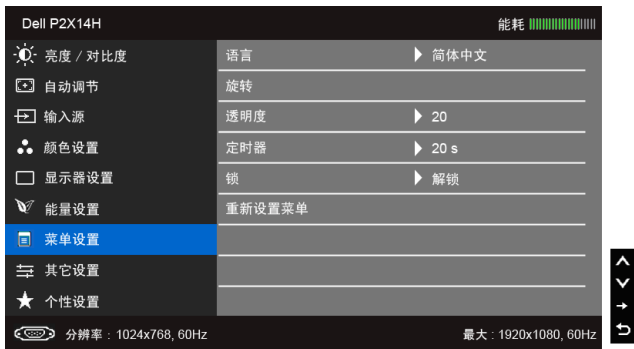 Dell P2X14H 能耗
亮度 / 对比度 语言 简体中文
自动调节 旋转
输入源 透明度 20
颜色设置 定时器 20 s
显示器设置 锁 解锁
能量设置 重新设置菜单
菜单设置
其它设置
个性设置
分辨率 : 1024x768, 60Hz 最大 : 1920x1080, 60Hz